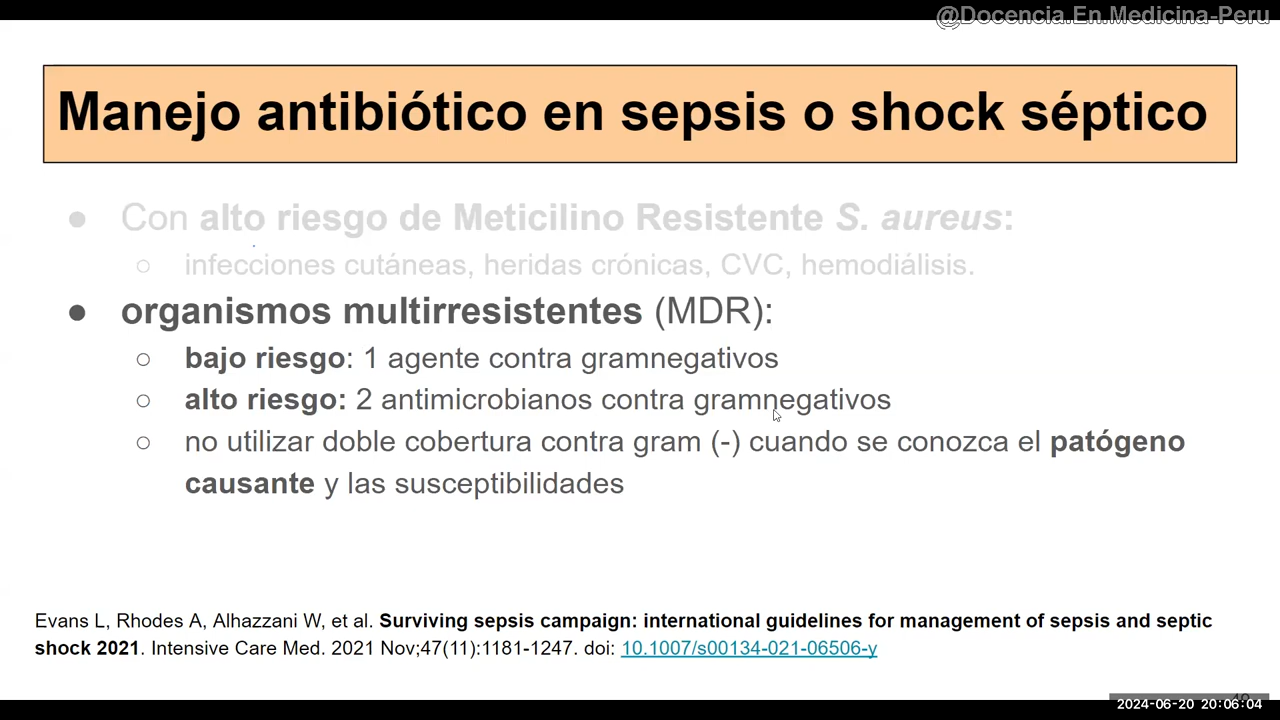 @Docencia.En.Medicina-Peru
Manejo antibiótico en sepsis o shock séptico
● Con alto riesgo de Meticilino Resistente S. aureus:
○ infecciones cutáneas, heridas crónicas, CVC, hemodiálisis.
● organismos multirresistentes (MDR):
○ bajo riesgo: 1 agente contra gramnegativos
○ alto riesgo: 2 antimicrobianos contra gramnegativos
○ no utilizar doble cobertura contra gram (-) cuando se conozca el patógeno
causante y las susceptibilidades
Evans L, Rhodes A, Alhazzani W, et al. Surviving sepsis campaign: international guidelines for management of sepsis and septic
shock 2021. Intensive Care Med. 2021 Nov;47(11):1181-1247. doi: 10.1007/s00134-021-06506-y
2024-06-20 20:06:04